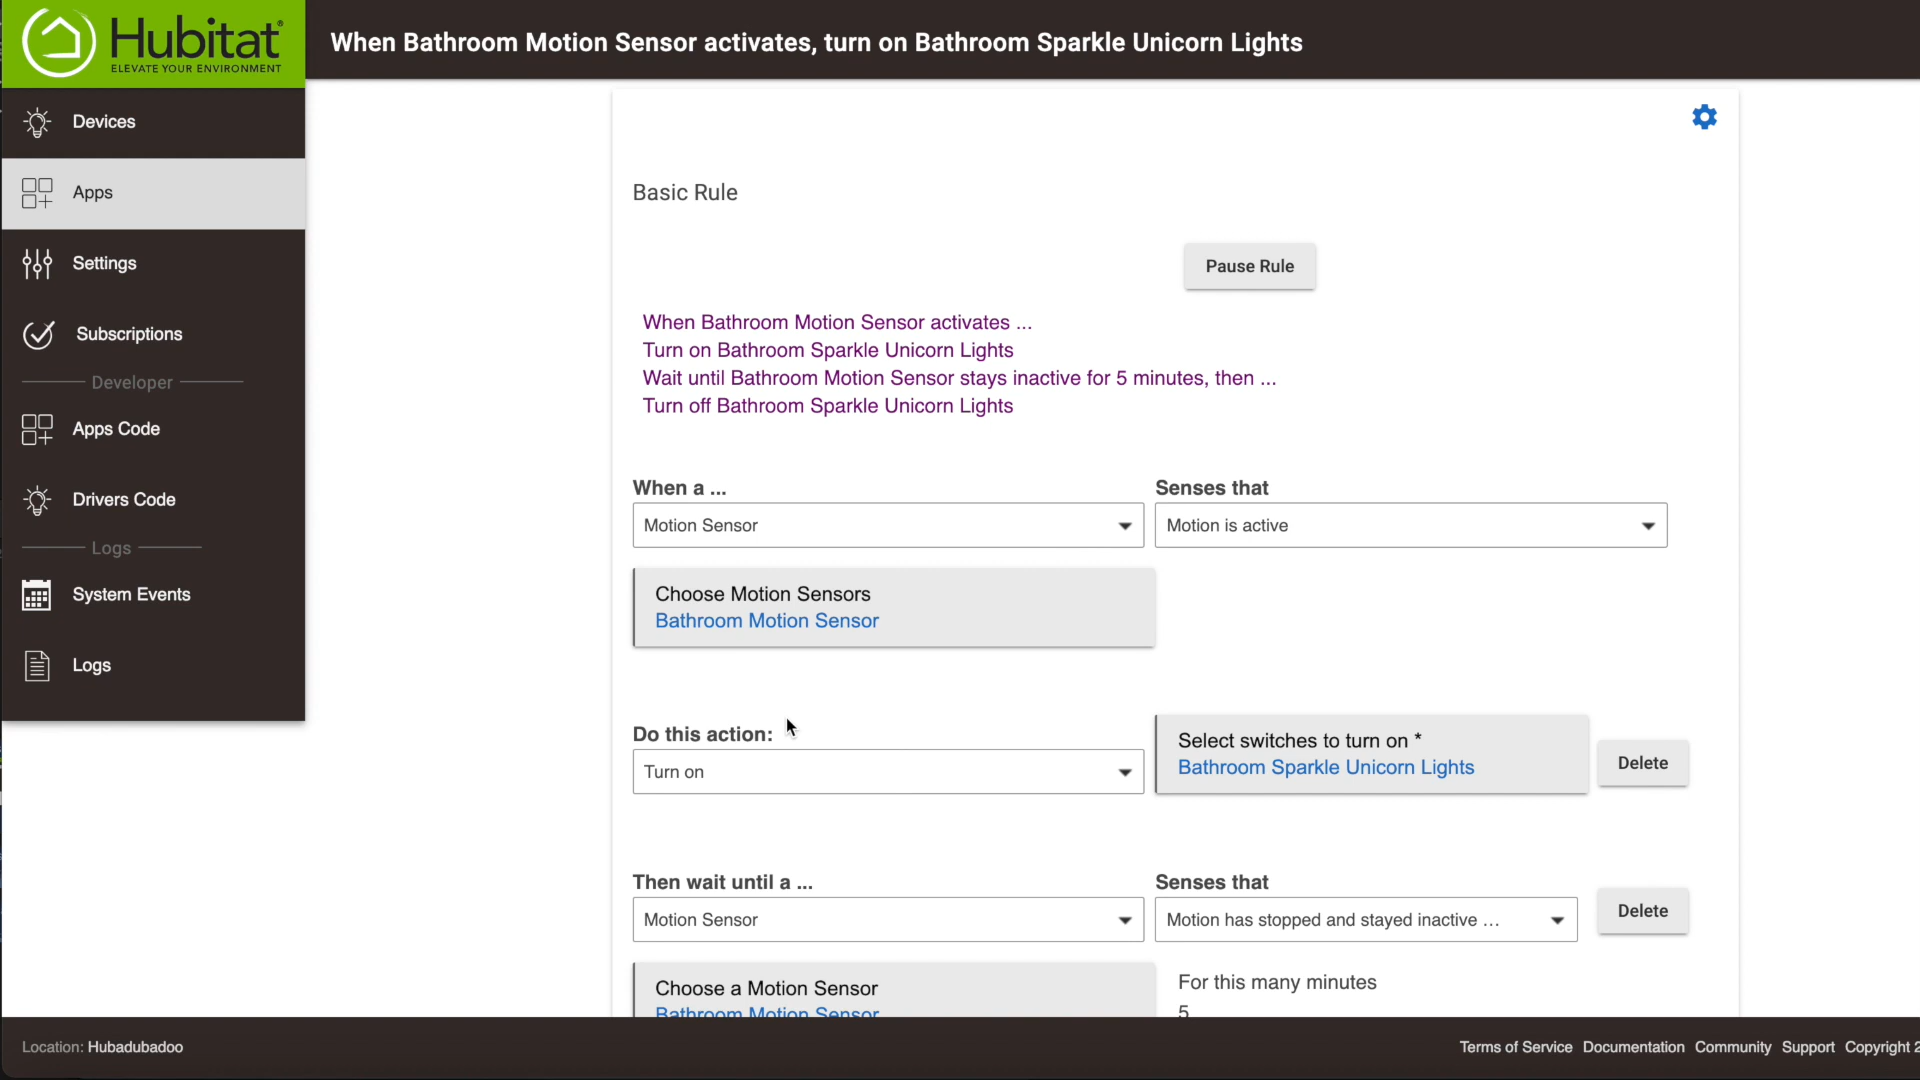 Hubitat®
ELEVATE YOUR ENVIRONMENT
When Bathroom Motion Sensor activates, turn on Bathroom Sparkle Unicorn Lights
Devices
Apps
Settings
Subscriptions
Developer
Apps Code
Drivers Code
Logs
System Events
Logs
Basic Rule
Pause Rule
When Bathroom Motion Sensor activates ...
Turn on Bathroom Sparkle Unicorn Lights
Wait until Bathroom Motion Sensor stays inactive for 5 minutes, then ...
Turn off Bathroom Sparkle Unicorn Lights
When a ...
Senses that
Motion Sensor
Motion is active
Choose Motion Sensors
Bathroom Motion Sensor
Do this action:
Turn on
Select switches to turn on *
Bathroom Sparkle Unicorn Lights
Delete
Then wait until a ...
Senses that
Motion Sensor
Motion has stopped and stayed inactive ...
Delete
Choose a Motion Sensor
Bathroom Motion Sensor
For this many minutes
5
Location: Hubadubadoo
Terms of Service Documentation Community Support Copyright 2